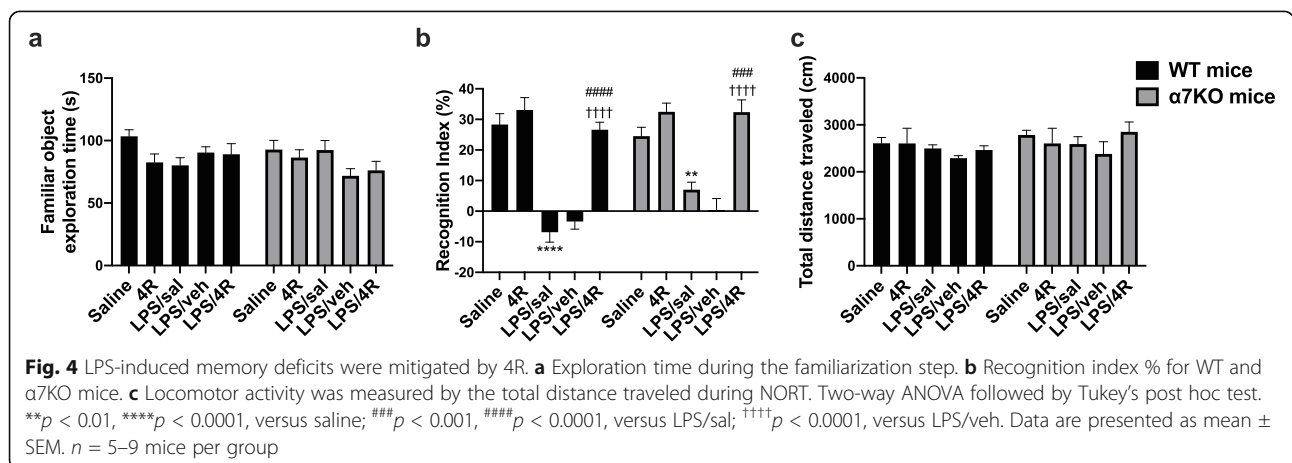 a
Familiar object
exploration time (s)
150
100
50
0
Saline
4R
LPS/sal
LPS/veh
LPS/4R
Saline
4R
LPS/sal
LPS/veh
LPS/4R
b
Recognition Index (%)
40
30
20
10
0
-10
-20
****
####
††††
**
###
††††
Saline
4R
LPS/sal
LPS/veh
LPS/4R
Saline
4R
LPS/sal
LPS/veh
LPS/4R
c
Total distance traveled (cm)
4000
3000
2000
1000
0
Saline
4R
LPS/sal
LPS/veh
LPS/4R
Saline
4R
LPS/sal
LPS/veh
LPS/4R
WT mice
α7KO mice
Fig. 4 LPS-induced memory deficits were mitigated by 4R. a Exploration time during the familiarization step. b Recognition index % for WT and
α7KO mice. c Locomotor activity was measured by the total distance traveled during NORT. Two-way ANOVA followed by Tukey's post hoc test.
**p < 0.01, ****p < 0.0001, versus saline; ###p < 0.001, ####p < 0.0001, versus LPS/sal; ††††p < 0.0001, versus LPS/veh. Data are presented as mean ±
SEM. n = 5–9 mice per group